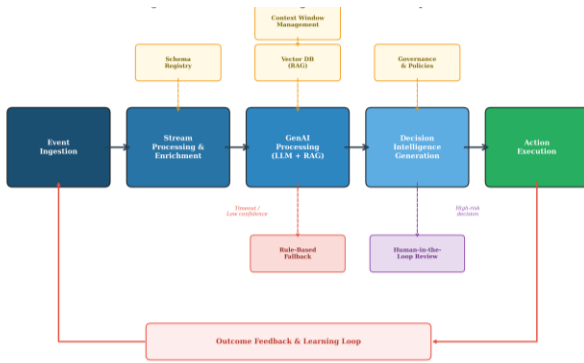 Context Window
Management
Schema
Registry
Vector DB
(RAG)
Governance
& Policies
Event
Ingestion
Stream
Processing &
Enrichment
GenAI
Processing
(LLM + RAG)
Decision
Intelligence
Generation
Action
Execution
Timeout /
Low confidence
High-risk
decision
Rule-Based
Fallback
Human-in-the-
Loop Review
Outcome Feedback & Learning Loop